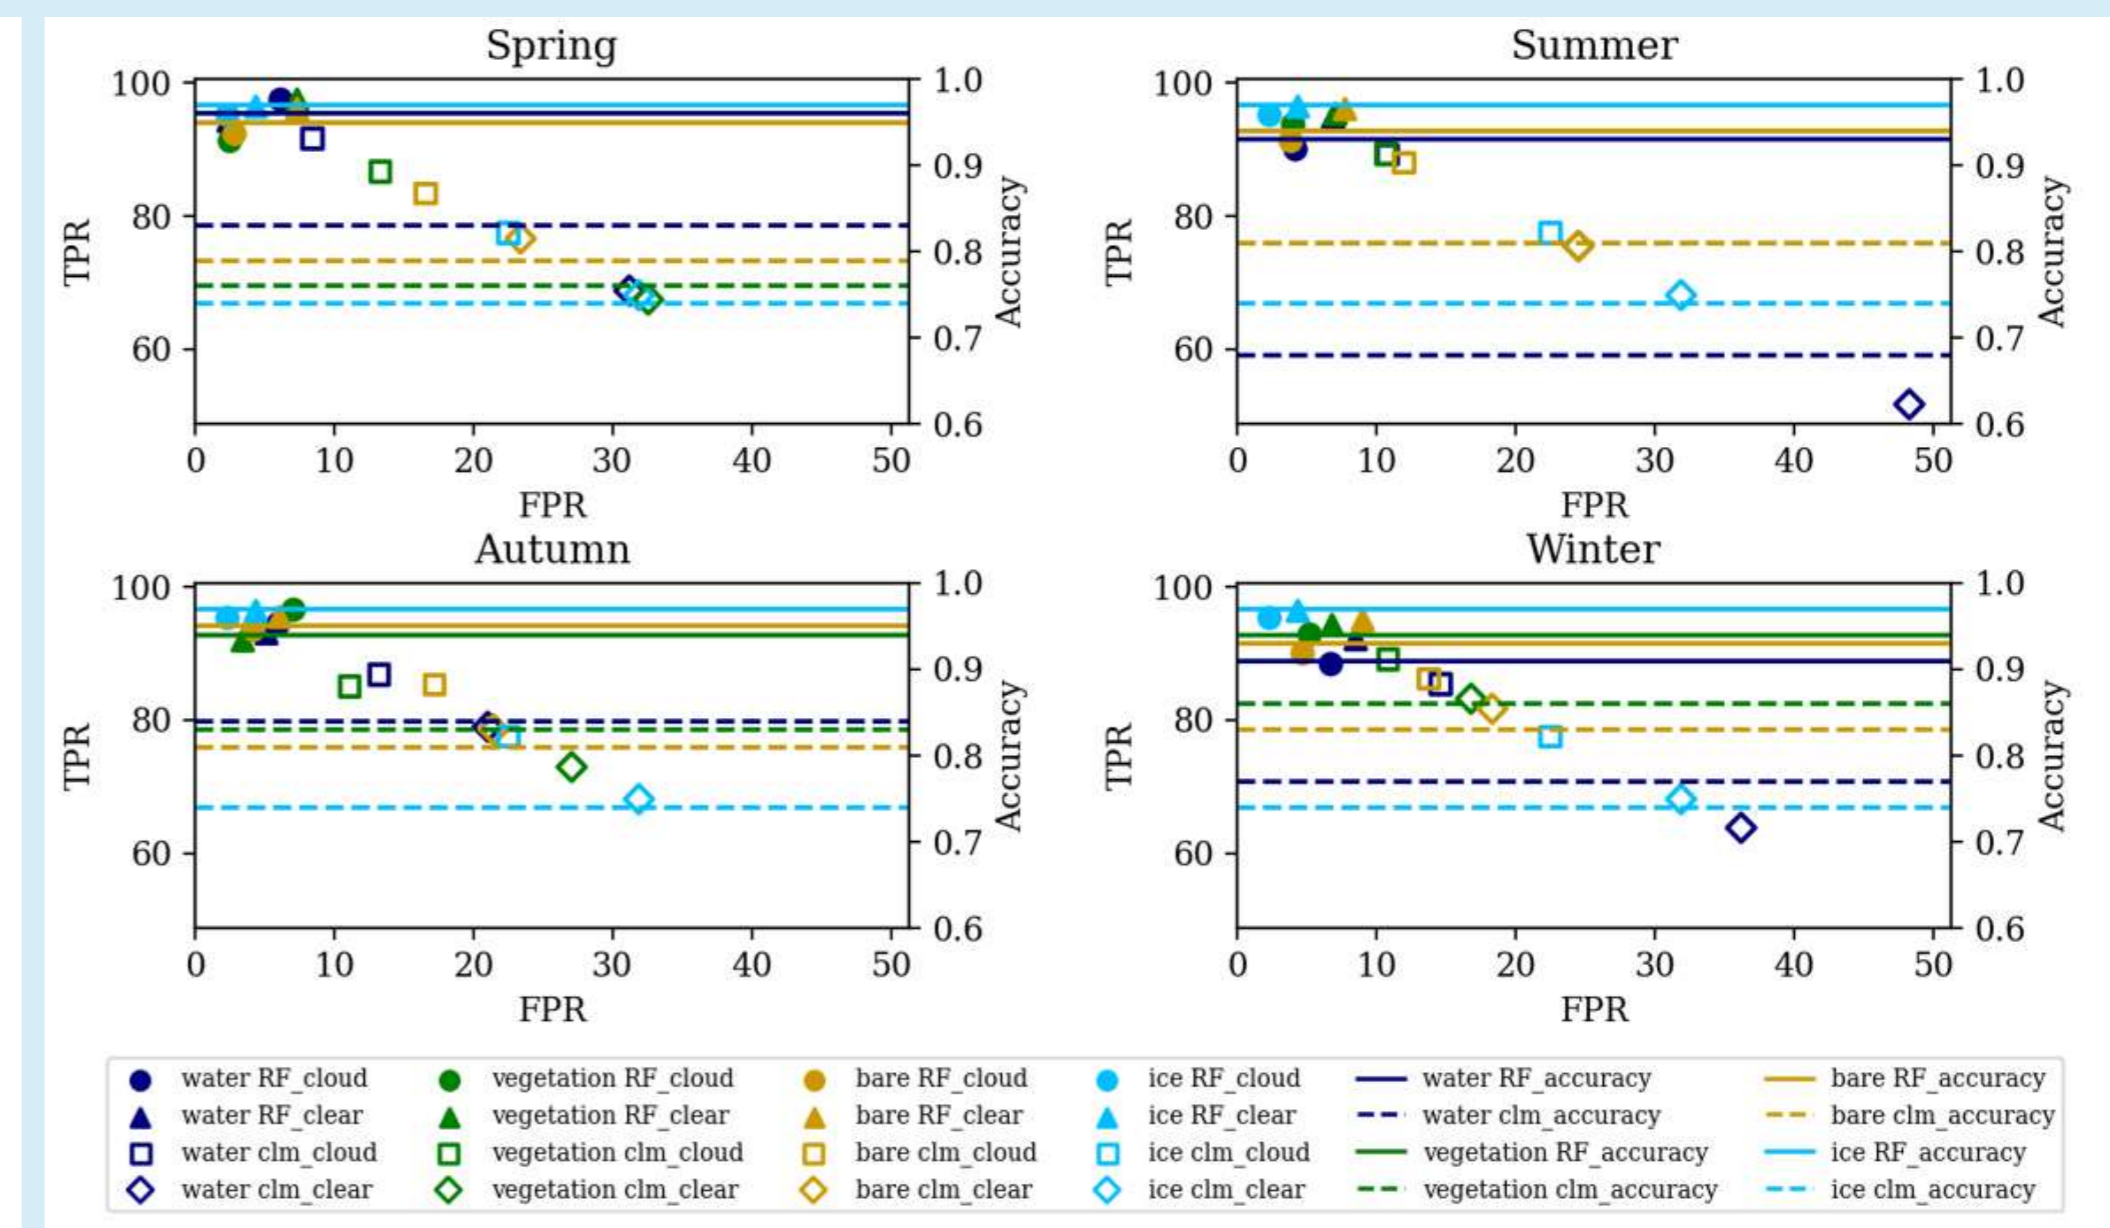 Spring
100
80
60
TPR
1.0
0.9
0.8
0.7
0.6
Accuracy
0 10 20 30 40 50
FPR
Summer
100
80
60
TPR
1.0
0.9
0.8
0.7
0.6
Accuracy
0 10 20 30 40 50
FPR
Autumn
100
80
60
TPR
1.0
0.9
0.8
0.7
0.6
Accuracy
0 10 20 30 40 50
FPR
Winter
100
80
60
TPR
1.0
0.9
0.8
0.7
0.6
Accuracy
0 10 20 30 40 50
FPR
water RF_cloud
water RF_clear
water clm_cloud
water clm_clear
vegetation RF_cloud
vegetation RF_clear
vegetation clm_cloud
vegetation clm_clear
bare RF_cloud
bare RF_clear
bare clm_cloud
bare clm_clear
ice RF_cloud
ice RF_clear
ice clm_cloud
ice clm_clear
water RF_accuracy
water clm_accuracy
vegetation RF_accuracy
vegetation clm_accuracy
bare RF_accuracy
bare clm_accuracy
ice RF_accuracy
ice clm_accuracy